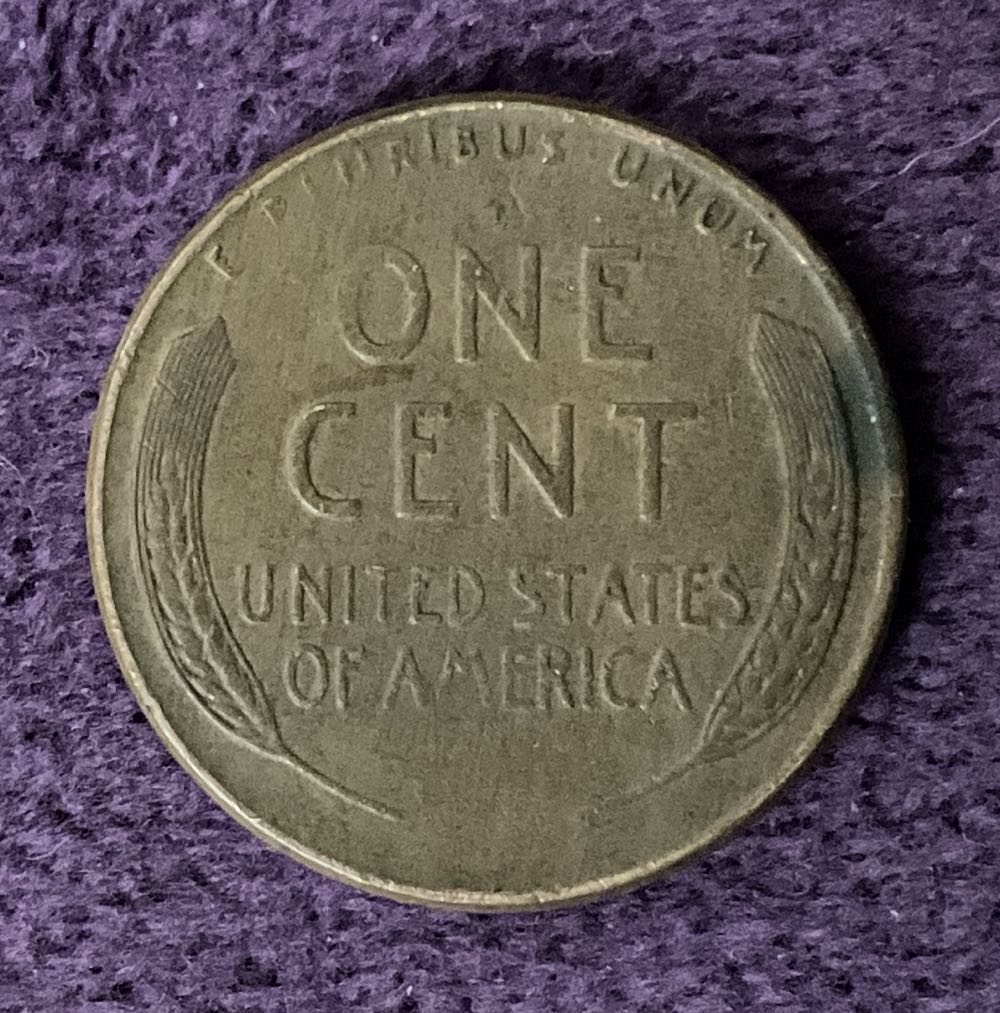 E PLURIBUS UNUM
ONE
CENT
UNITED STATES
OF AMERICA